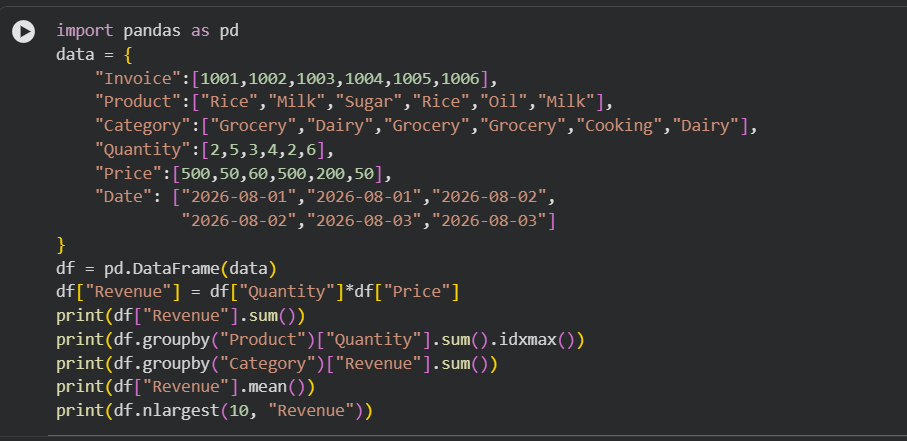 import pandas as pd
data = {
    "Invoice":[1001,1002,1003,1004,1005,1006],
    "Product":["Rice","Milk","Sugar","Rice","Oil","Milk"],
    "Category":["Grocery","Dairy","Grocery","Grocery","Cooking","Dairy"],
    "Quantity":[2,5,3,4,2,6],
    "Price":[500,50,60,500,200,50],
    "Date": ["2026-08-01","2026-08-01","2026-08-02",
            "2026-08-02","2026-08-03","2026-08-03"]
}
df = pd.DataFrame(data)
df["Revenue"] = df["Quantity"]*df["Price"]
print(df["Revenue"].sum())
print(df.groupby("Product")["Quantity"].sum().idxmax())
print(df.groupby("Category")["Revenue"].sum())
print(df["Revenue"].mean())
print(df.nlargest(10, "Revenue"))